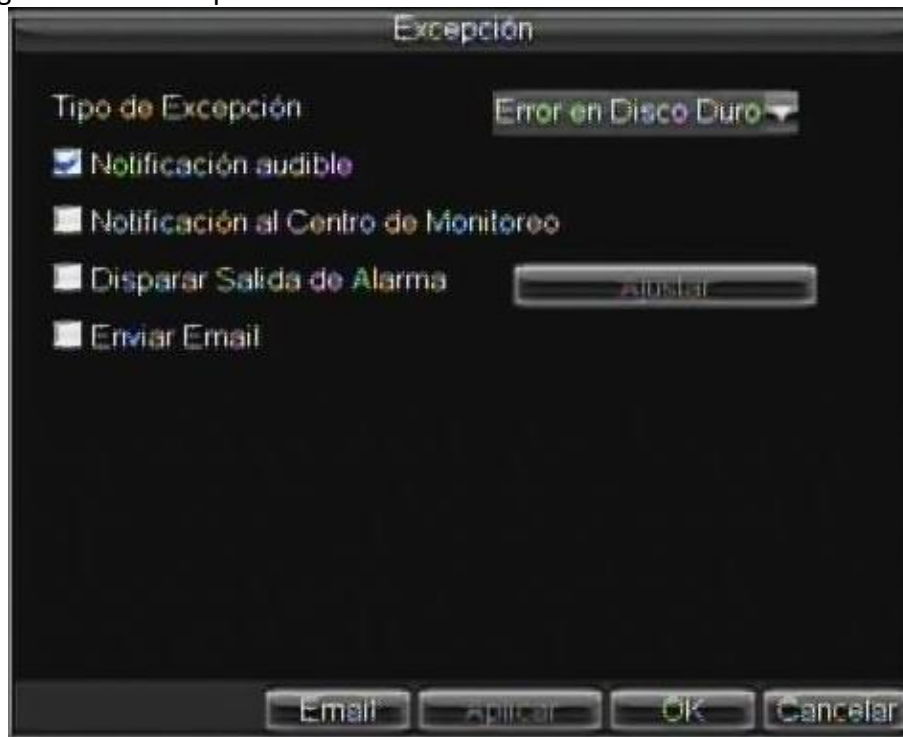 Excepción
Tipo de Excepción Error en Disco Duro
Notificación audible
Notificación al Centro de Monitoreo
Disparar Salida de Alarma Ajustar
Enviar Email
Email Aplicar OK Cancelar